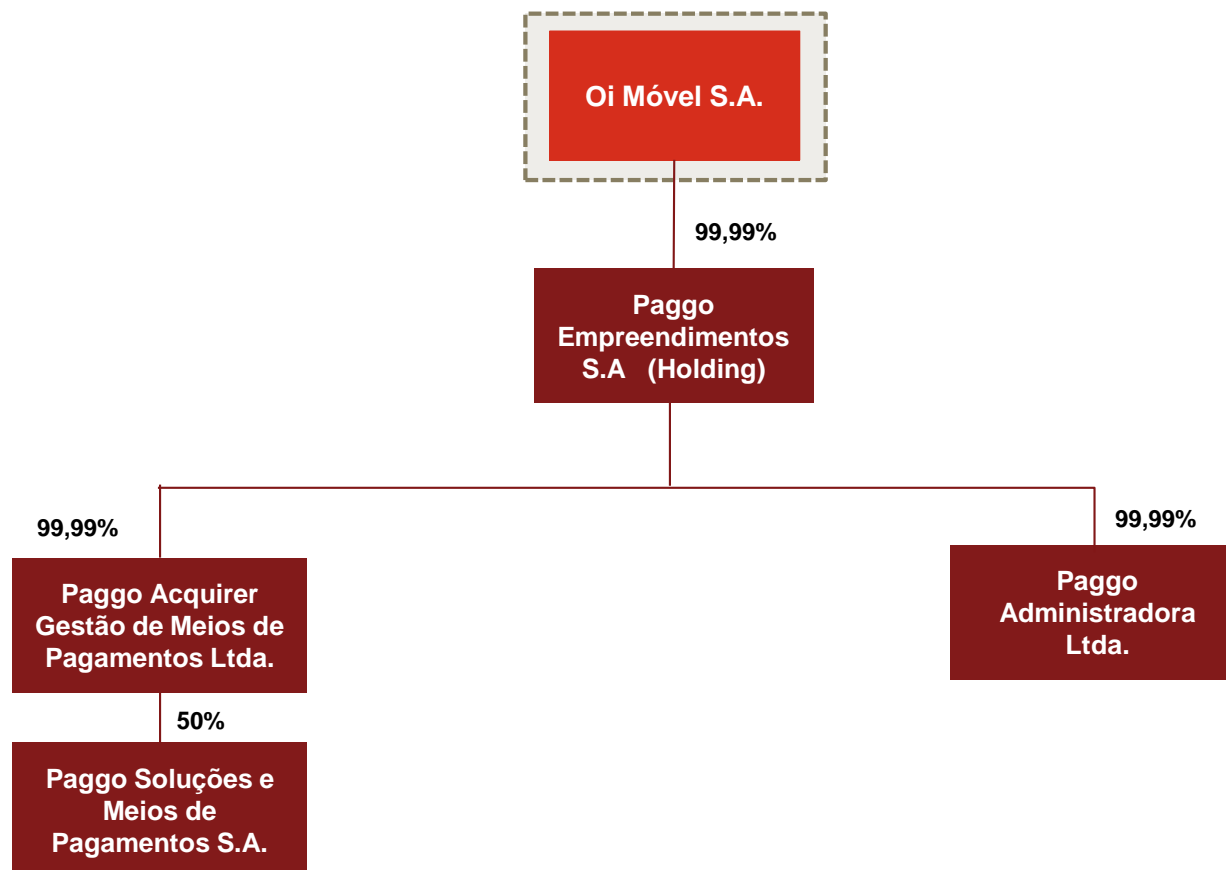 Oi Móvel S.A.
99,99%
Paggo
Empreendimentos
S.A (Holding)
99,99%
99,99%
Paggo Acquirer
Gestão de Meios de
Pagamentos Ltda.
Paggo
Administradora
Ltda.
50%
Paggo Soluções e
Meios de
Pagamentos S.A.